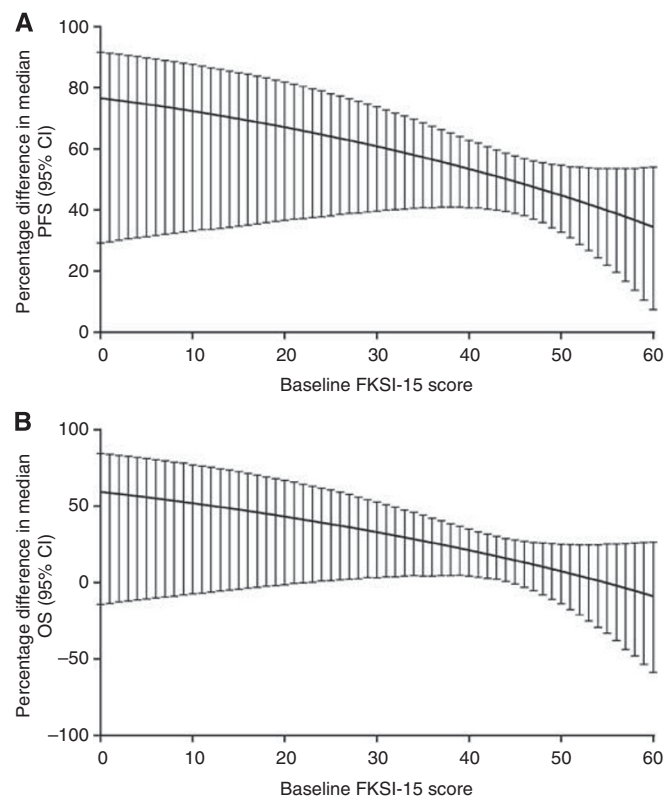 A
Percentage difference in median
PFS (95% CI)
100
80
60
40
20
0
0 10 20 30 40 50 60
Baseline FKSI-15 score
B
Percentage difference in median
OS (95% CI)
100
50
0
−50
−100
0 10 20 30 40 50 60
Baseline FKSI-15 score